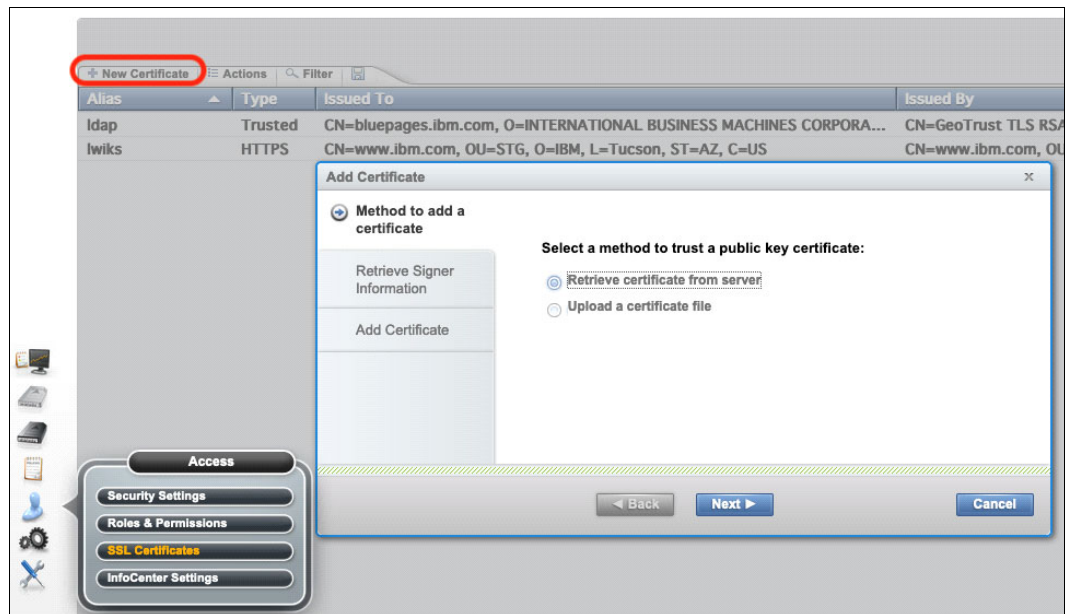 New Certificate Actions Filter
Alias Type Issued To Issued By
ldap Trusted CN=bluepages.ibm.com, O=INTERNATIONAL BUSINESS MACHINES CORPORA... CN=GeoTrust TLS RSA
lwiks HTTPS CN=www.ibm.com, OU=STG, O=IBM, L=Tucson, ST=AZ, C=US CN=www.ibm.com, OU
Add Certificate x
Method to add a
certificate
Select a method to trust a public key certificate:
Retrieve Signer
Information
Retrieve certificate from server
Upload a certificate file
Add Certificate
Access
Security Settings
Roles & Permissions
SSL Certificates
InfoCenter Settings
Back Next Cancel